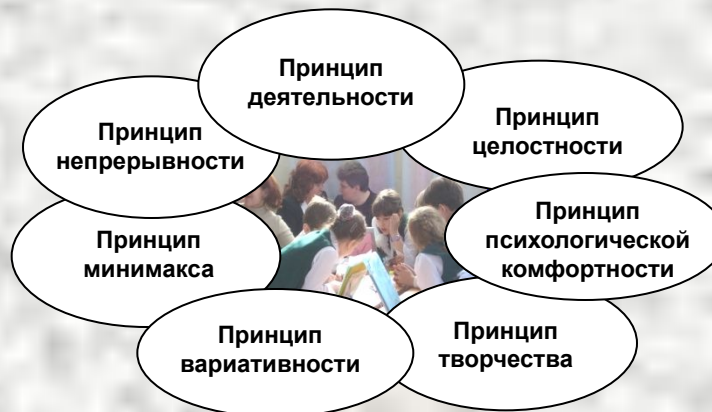 Принцип
деятельности
Принцип
непрерывности
Принцип
целостности
Принцип
минимакса
Принцип
психологической
комфортности
Принцип
вариативности
Принцип
творчества